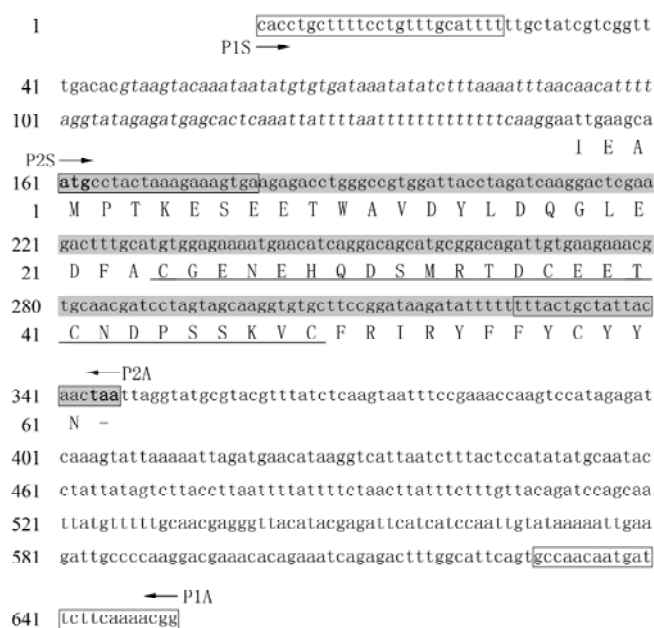 1 cacctgcttttcctgtttgcattttttgctatcgtcggtt
P1S
41 tgacacgtaagtacaaataatatgtgtgataaatatatctttaaaatttaacaacatttt
101 aggtatagagatgagcactcaaattattttaattttttttttttttcaaggaattgaagca
I E A
P2S
161 atgcctactaaagaaagtgaagagacctgggccgtggattacctagatcaaggactcgaa
1 M P T K E S E E T W A V D Y L D Q G L E
221 gactttgcatgtggagaaaatgaacatcaggacagcatgcggacagattgtgaagaaacg
21 D F A C G E N E H Q D S M R T D C E E T
280 tgcaacgatcctagtagcaaggtgtgcttccggataagatatttttttttactgctattac
41 C N D P S S K V C F R I R Y F F Y C Y Y
P2A
341 aactaattaggtatgcgtacgtttatctcaagtaatttccgaaaccaagtccatagagat
61 N -
401 caaagtattaaaaattagatgaacataaggtcattaatctttactccatatatgcaatac
461 ctattatagtcttaccttaattttattttctaacttatttctttgttacagatccagcaa
521 ttatgtttttgcaacgagggttacatacgagattcatcatccaattgtataaaaattgaa
581 gattgccccaaggacgaaacacagaaatcagagactttggcattcagtgccaacaatgat
P1A
641 tcttcaaaacgg